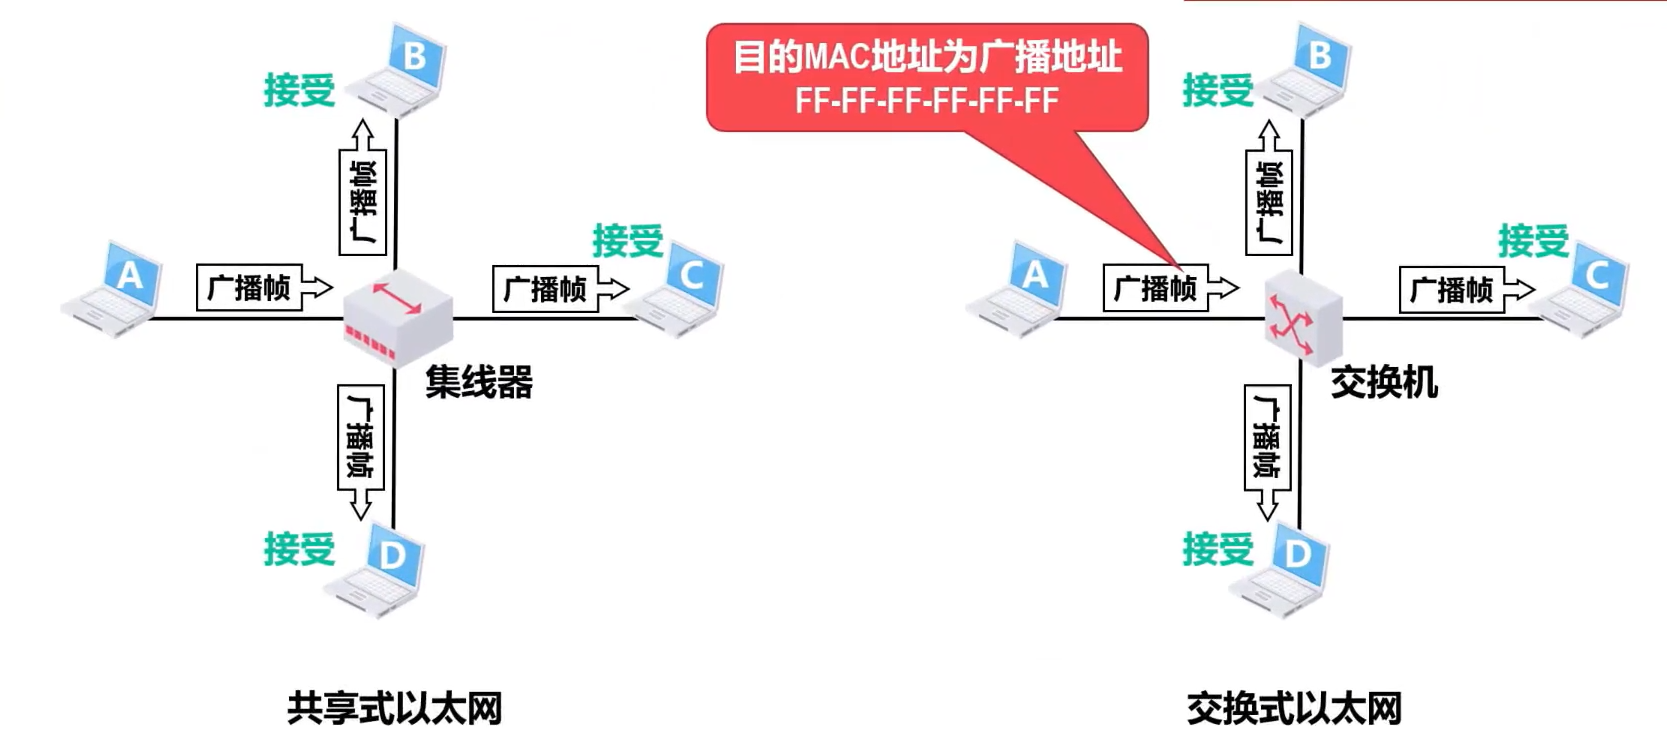 B
接受
广播帧
A
广播帧
集线器
广播帧
接受
C
广播帧
接受
D
共享式以太网
目的MAC地址为广播地址
FF-FF-FF-FF-FF-FF
B
接受
广播帧
A
广播帧
交换机
广播帧
接受
C
广播帧
接受
D
交换式以太网